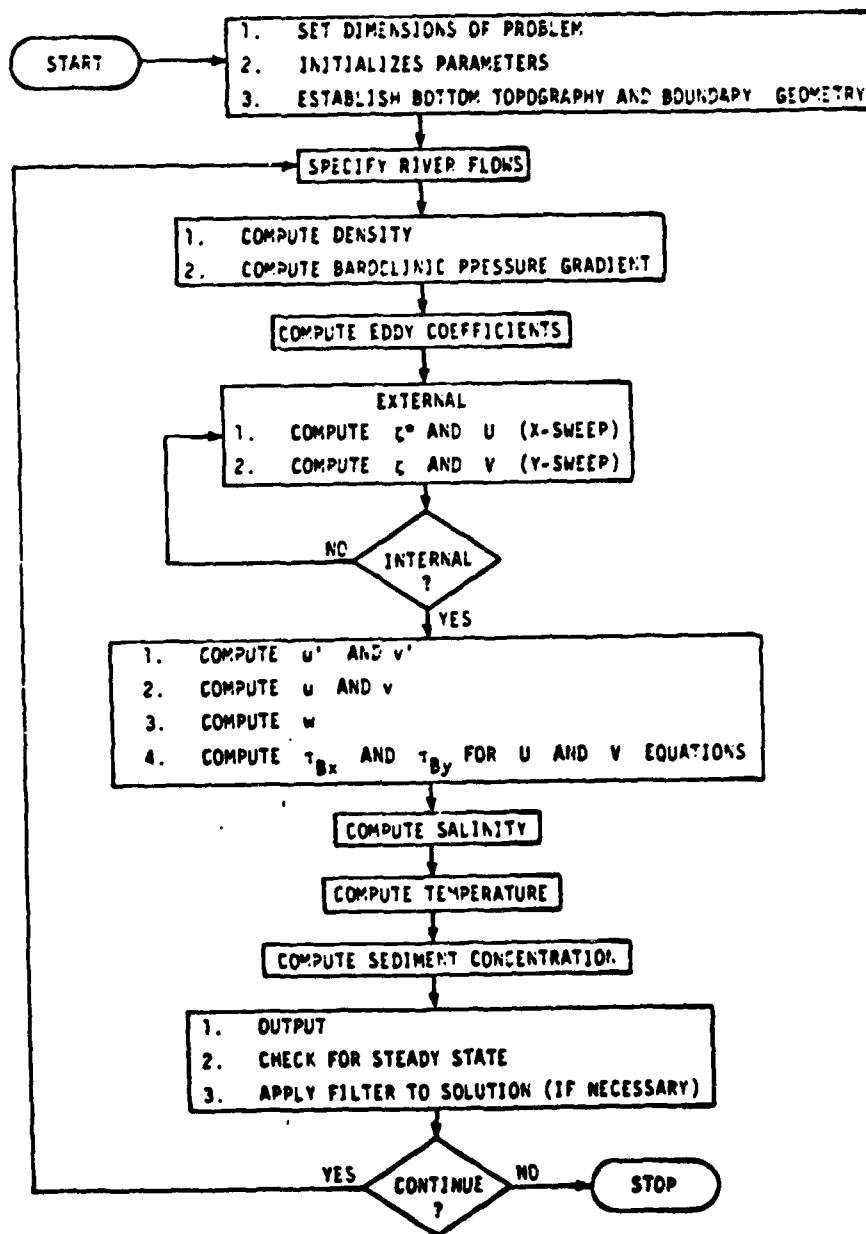 START
1. SET DIMENSIONS OF PROBLEM
2. INITIALIZES PARAMETERS
3. ESTABLISH BOTTOM TOPOGRAPHY AND BOUNDAPY GEOMETRY
SPECIFY RIVER FLOWS
1. COMPUTE DENSITY
2. COMPUTE BAROCLINIC PPESSURE GRADIENT
COMPUTE EDDY COEFFICIENTS
EXTERNAL
1. COMPUTE ζ* AND U (X-SWEEP)
2. COMPUTE ζ AND V (Y-SWEEP)
NO
INTERNAL
?
YES
1. COMPUTE u' AND v'
2. COMPUTE u AND v
3. COMPUTE w
4. COMPUTE τBx AND τBy FOR U AND V EQUATIONS
COMPUTE SALINITY
COMPUTE TEMPERATURE
COMPUTE SEDIMENT CONCENTRATION
1. OUTPUT
2. CHECK FOR STEADY STATE
3. APPLY FILTER TO SOLUTION (IF NECESSARY)
YES
CONTINUE
?
NO
STOP